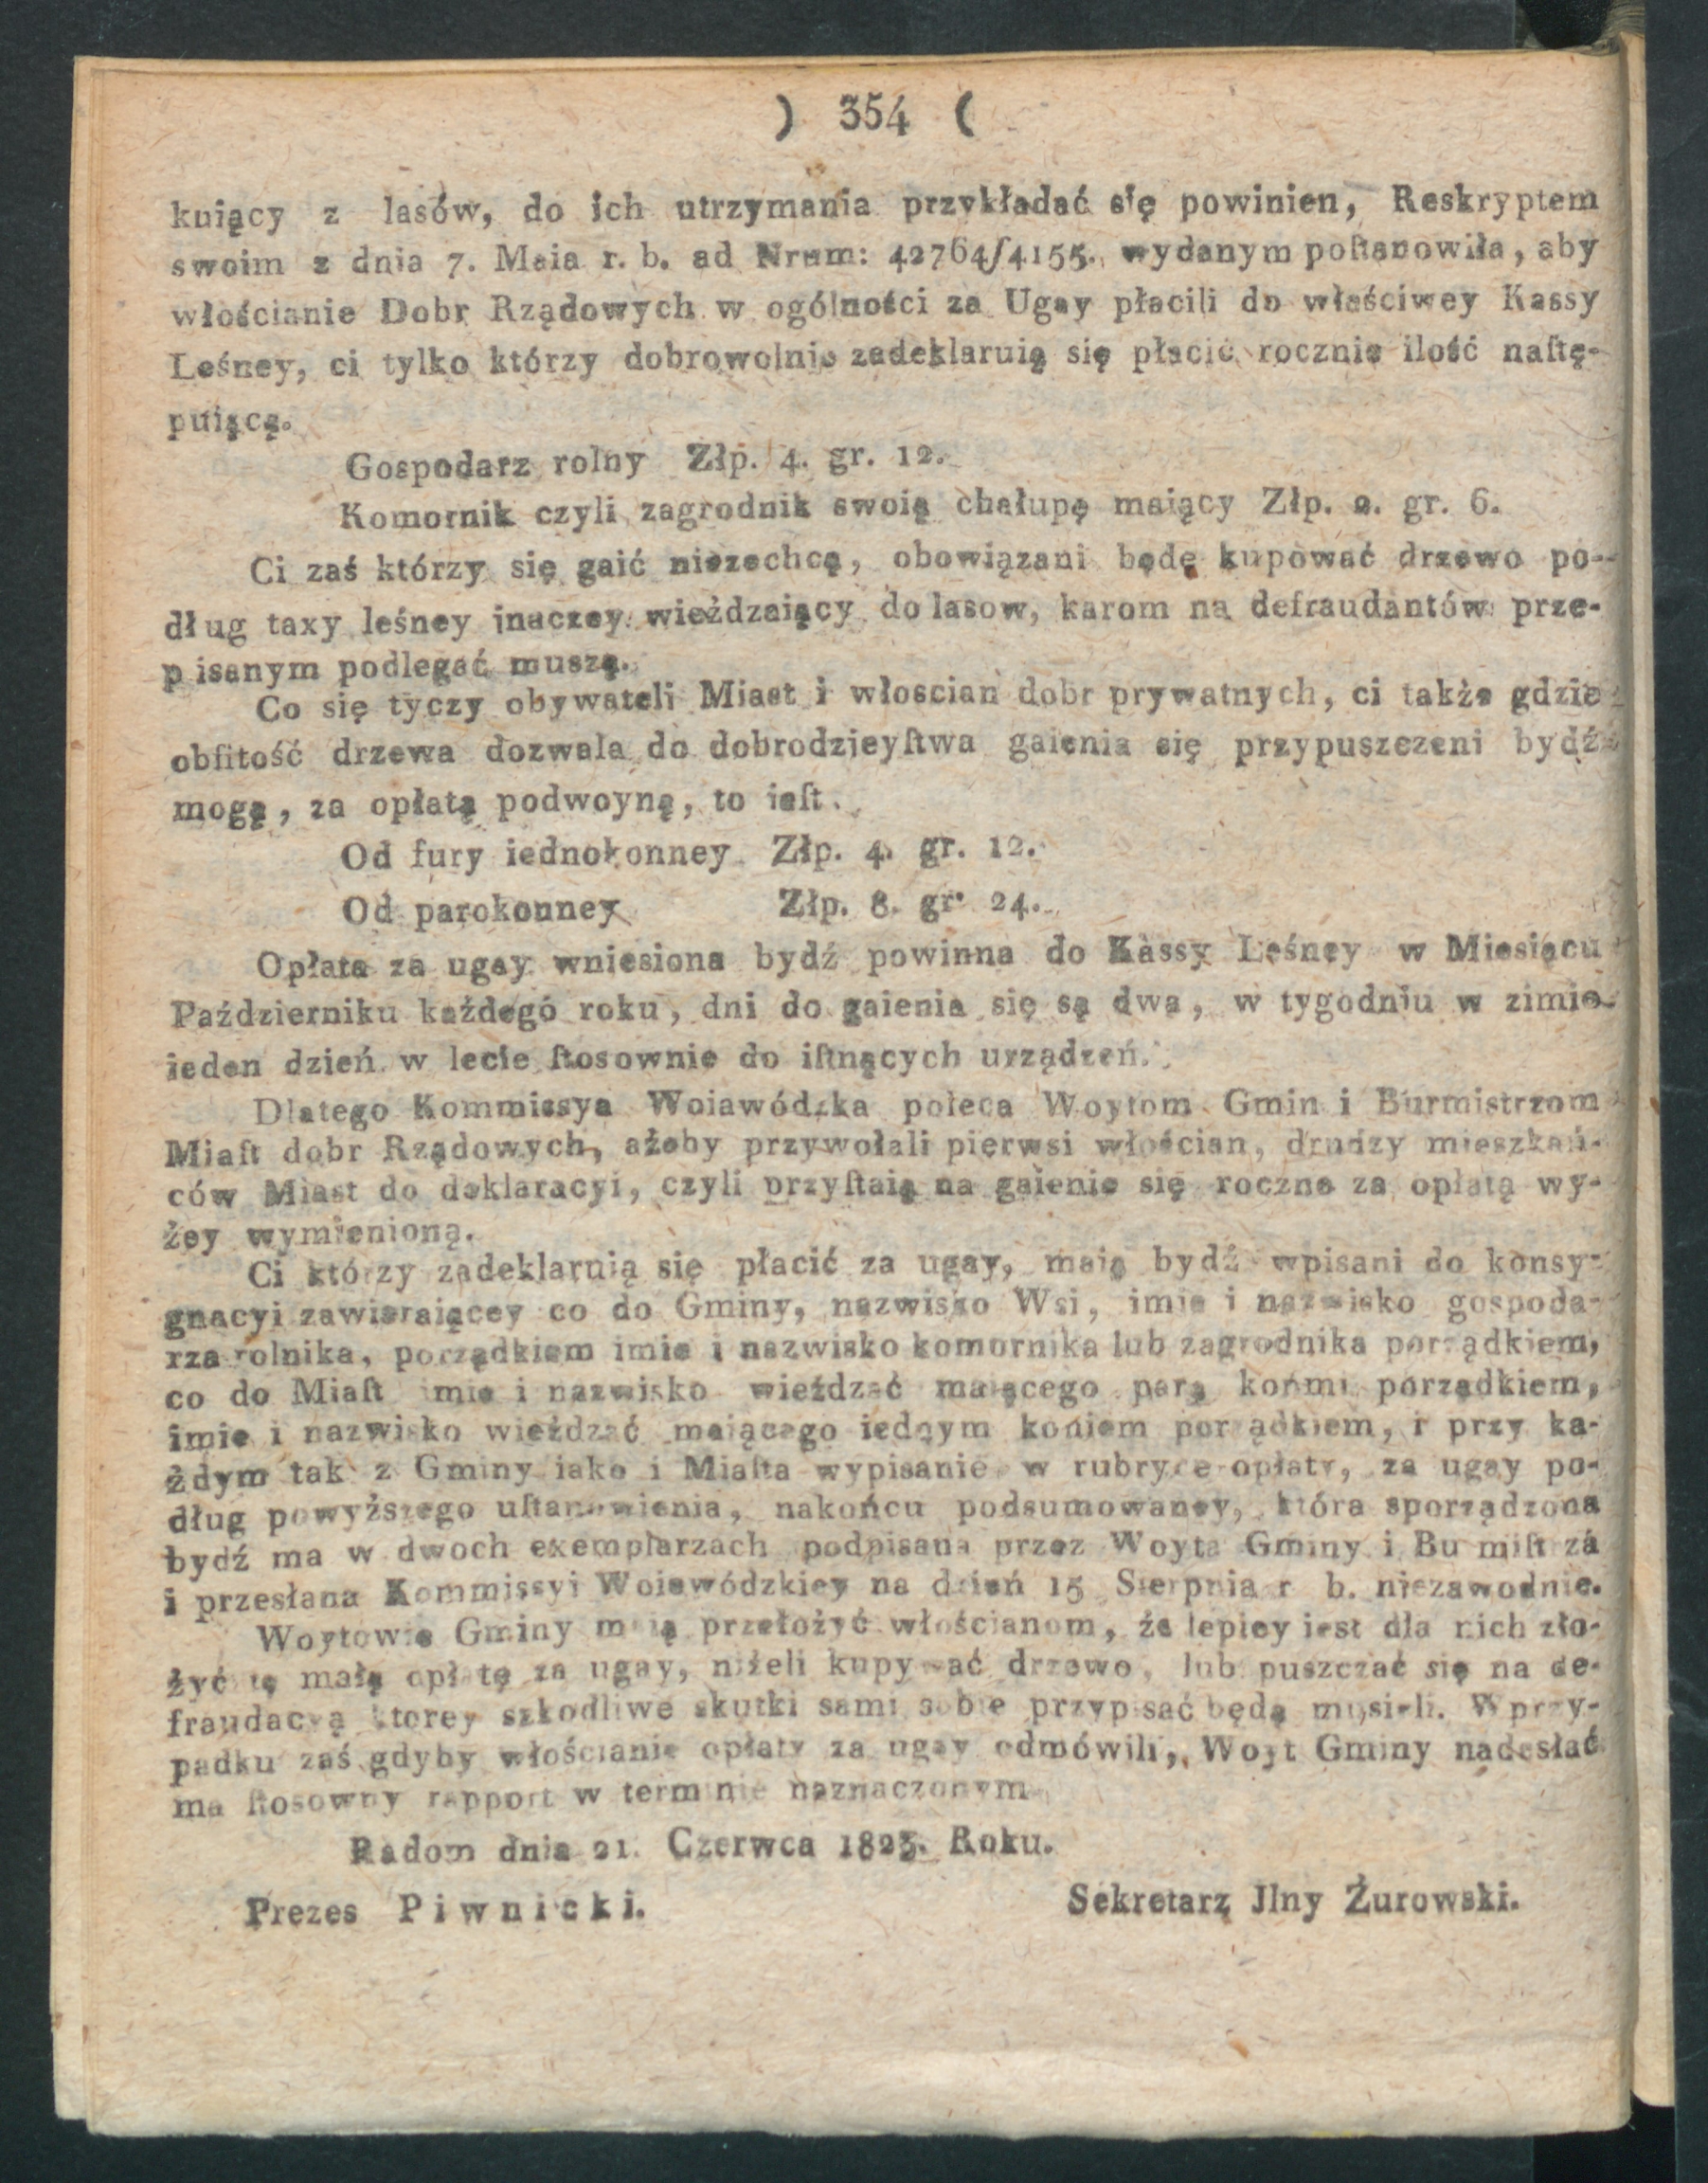 ) 354 (
kuiący z lasów, do ich utrzymania przykładać się powinien, Reskryptem
swoim z dnia 7. Maia r. b. ad Nrum: 42764/4155. wydanym poſtanowiła, aby
włościanie Dobr Rządowych w ogólności za Ugay płacili do właściwey Kassy
Leśney, ci tylko którzy dobrowolnie zadeklaruią się płacić rocznie ilość naſtę-
puiącą.
Gospodarz rolny Złp. 4. gr. 12.
Komornik czyli zagrodnik swoią chałupę maiący Złp. 2. gr. 6.
Ci zaś którzy się gaić niezechcą, obowiązani będę kupować drzewo po-
dług taxy leśney inaczey wieżdzaiący do lasow, karom na defraudantów prze-
pisanym podlegać muszą.
Co się tyczy obywateli Miast i włoscian dobr prywatnych, ci także gdzie
obfitość drzewa dozwala do dobrodzieyſtwa gaienia się przypuszczeni bydź
mogą, za opłatą podwoyną, to ieſt.
Od fury iednokonney Złp. 4. gr. 12.
Od parokonney Złp. 8. gr. 24.
Opłata za ugay wniesiona bydź powinna do Kassy Leśney w Miesiącu
Październiku każdego roku, dni do gaienia się są dwa, w tygodniu w zimie
ieden dzień w lecie ſtosownie do iſtnących urządzeń.
Dlatego Kommissya Woiawódzka poleca Woytom Gmin i Burmistrzom
Miaſt dobr Rządowych, ażeby przywołali pierwsi włościan, drudzy mieszkań-
ców Miast do deklaracyi, czyli przyſtaią na gaienie się roczne za opłatą wy-
żey wymienioną.
Ci którzy zadeklaruią się płacić za ugay, maią bydź wpisani do konsy-
gnacyi zawieraiącey co do Gminy, nazwisko Wsi, imie i nazwisko gospoda-
rza rolnika, porządkiem imie i nazwisko komornika lub zagrodnika porządkiem,
co do Miaſt imie i nazwisko wieżdzać maiącego parą końmi porządkiem,
imie i nazwisko wieżdzać maiącego iednym koniem porządkiem, i przy ka-
żdym tak z Gminy iako i Miaſta wypisanie w rubryce opłaty, za ugay po-
dług powyższego uſtanowienia, nakońcu podsumowaney, która sporządzona
bydź ma w dwoch exemplarzach podpisana przez Woyta Gminy i Burmiſtrza
i przesłana Kommissyi Woiewódzkiey na dzień 15 Sierpnia r b. niezawodnie.
Woytowie Gminy maią przełożyć włościanom, że lepiey iest dla nich zło-
żyć tę małą opłatę za ugay, niżeli kupywać drzewo, lub puszczać się na de-
fraudacyą ktorey szkodliwe skutki sami sobie przypisać będą musieli. W przy-
padku zaś gdyby włościanie opłaty za ugay odmówili, Woyt Gminy nadesłać
ma ſtosowny rapport w terminie naznaczonym
Radom dnia 21. Czerwca 1823. Roku.
Prezes Piwnicki.
Sekretarz Jlny Żurowski.